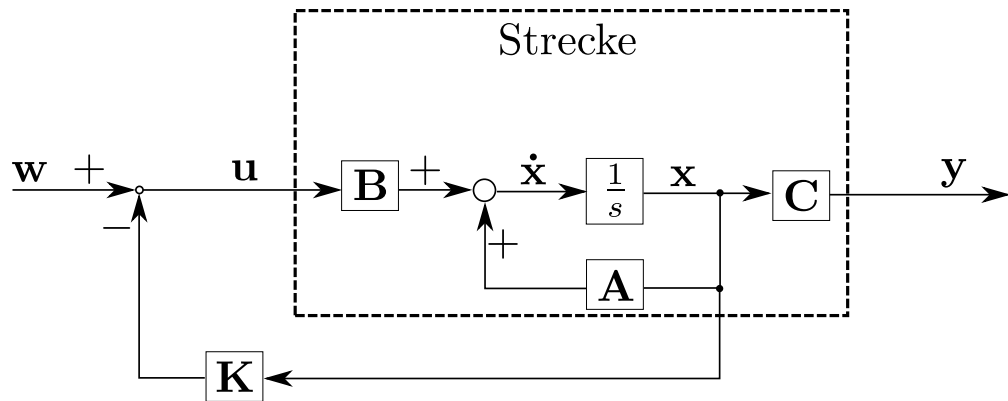 Strecke
w + u B + ẋ 1/s x C y
− + A
K